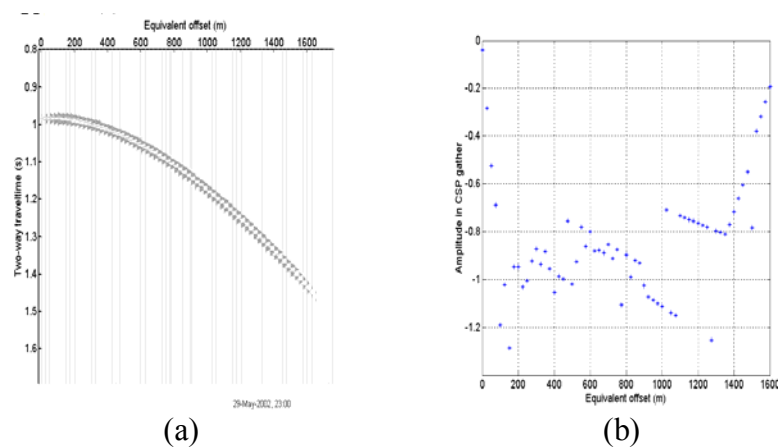 Equivalent offset (m)
0 200 400 600 800 1000 1200 1400 1600
Two-way traveltime (s)
0.8
0.9
1
1.1
1.2
1.3
1.4
1.5
1.6
29-May-2002, 23:00
(a)
Amplitude in CSP gather
0
-0.2
-0.4
-0.6
-0.8
-1
-1.2
0 200 400 600 800 1000 1200 1400 1600
Equivalent offset (m)
(b)